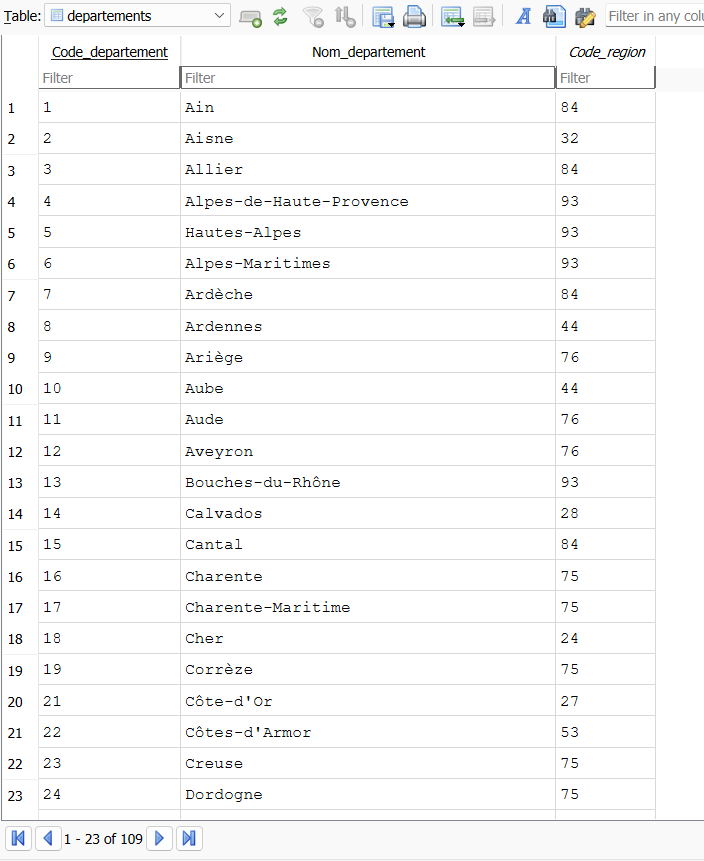 Table: departements Filter in any colu
Code_departement Nom_departement Code_region
Filter Filter Filter
1 1 Ain 84
2 2 Aisne 32
3 3 Allier 84
4 4 Alpes-de-Haute-Provence 93
5 5 Hautes-Alpes 93
6 6 Alpes-Maritimes 93
7 7 Ardèche 84
8 8 Ardennes 44
9 9 Ariège 76
10 10 Aube 44
11 11 Aude 76
12 12 Aveyron 76
13 13 Bouches-du-Rhône 93
14 14 Calvados 28
15 15 Cantal 84
16 16 Charente 75
17 17 Charente-Maritime 75
18 18 Cher 24
19 19 Corrèze 75
20 21 Côte-d'Or 27
21 22 Côtes-d'Armor 53
22 23 Creuse 75
23 24 Dordogne 75
1 - 23 of 109